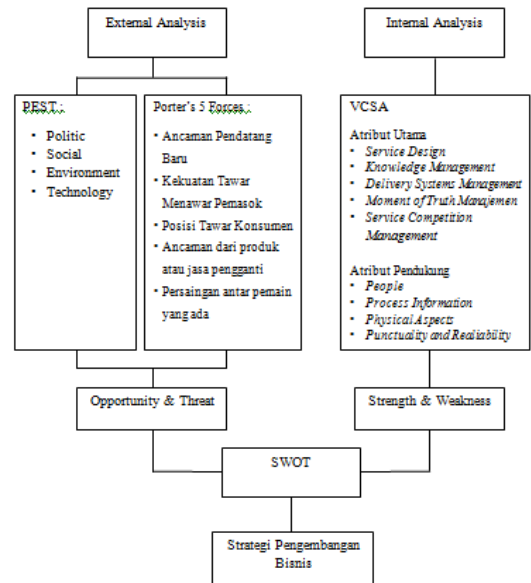 External Analysis
Internal Analysis
PEST :
• Politic
• Social
• Environment
• Technology
Porter's 5 Forces :
• Ancaman Pendatang
Baru
• Kekuatan Tawar
Menawar Pemasok
• Posisi Tawar Konsumen
• Ancaman dari produk
atau jasa pengganti
• Persaingan antar pemain
yang ada
VCSA
Atribut Utama
• Service Design
• Knowledge Management
• Delivery Systems Management
• Moment of Truth Manajemen
• Service Competition
Management
Atribut Pendukung
• People
• Process Information
• Physical Aspects
• Punctuality and Realiability
Opportunity & Threat
Strength & Weakness
SWOT
Strategi Pengembangan
Bisnis